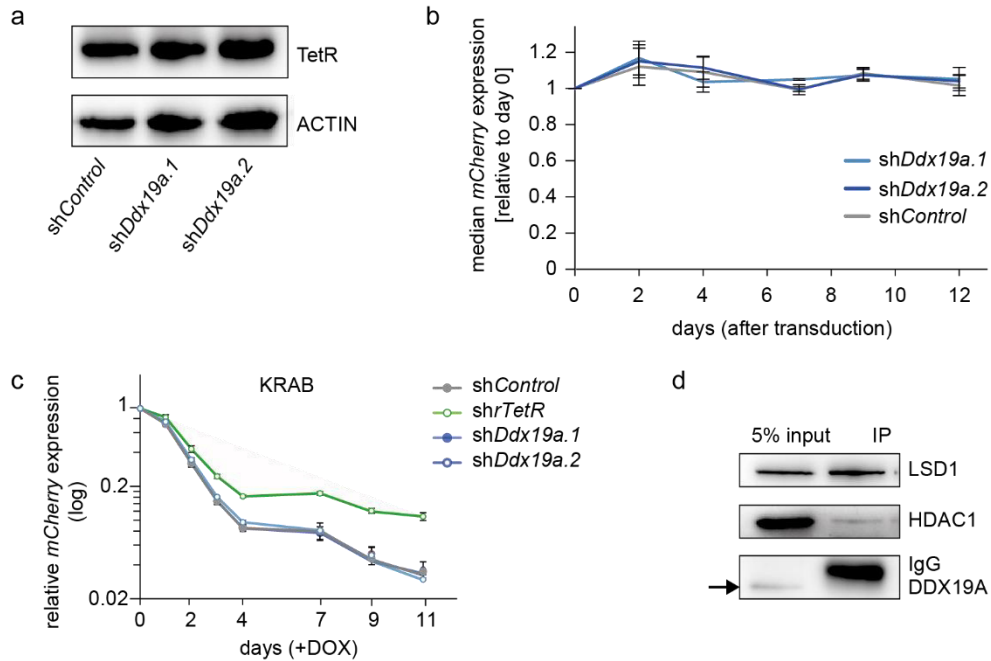 a
TetR
ACTIN
shControl
shDdx19a.1
shDdx19a.2
b
median mCherry expression
[relative to day 0]
1.2
1
0.8
0.6
0.4
0.2
0
shDdx19a.1
shDdx19a.2
shControl
0 2 4 6 8 10 12
days (after transduction)
c
KRAB
relative mCherry expression
(log)
1
0.2
0.02
0 2 4 7 9 11
days (+DOX)
shControl
shrTetR
shDdx19a.1
shDdx19a.2
d
5% input IP
LSD1
HDAC1
IgG
DDX19A